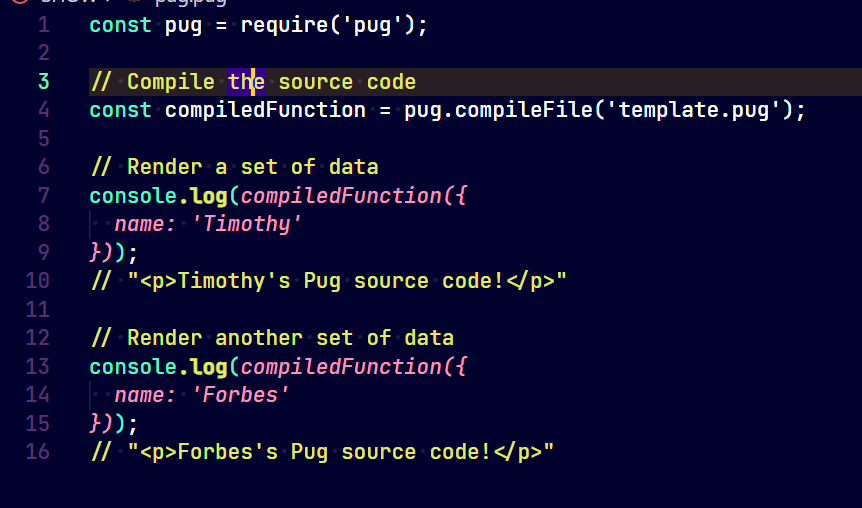 pug.pug
1 const pug = require('pug');
2
3 // Compile the source code
4 const compiledFunction = pug.compileFile('template.pug');
5
6 // Render a set of data
7 console.log(compiledFunction({
8   name: 'Timothy'
9 }));
10 // "<p>Timothy's Pug source code!</p>"
11
12 // Render another set of data
13 console.log(compiledFunction({
14   name: 'Forbes'
15 }));
16 // "<p>Forbes's Pug source code!</p>"